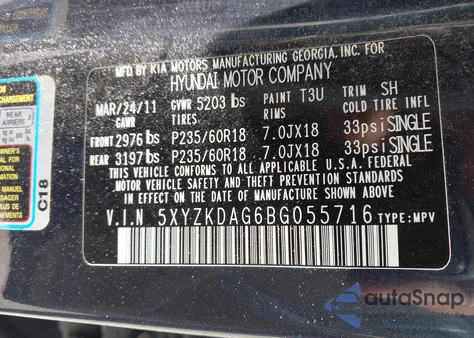 MFD BY KIA MOTORS MANUFACTURING GEORGIA, INC. FOR
HYUNDAI MOTOR COMPANY
MAR/24/11 GVWR 5203 lbs PAINT T3U TRIM SH
GAWR TIRES RIMS COLD TIRE INFL
FRONT 2976 lbs P235/60R18 7.0JX18 33psi SINGLE
REAR 3197 lbs P235/60R18 7.0JX18 33psi SINGLE
THIS VEHICLE CONFORMS TO ALL APPLICABLE U.S.A. FEDERAL
MOTOR VEHICLE SAFETY STANDARDS IN EFFECT ON THE
DATE OF MANUFACTURE SHOWN ABOVE.
V.I.N 5XYZKDAG6BG055716 TYPE: MPV
CHARGEMENT
REAR
ARRIÈRE
C18
autoSnap